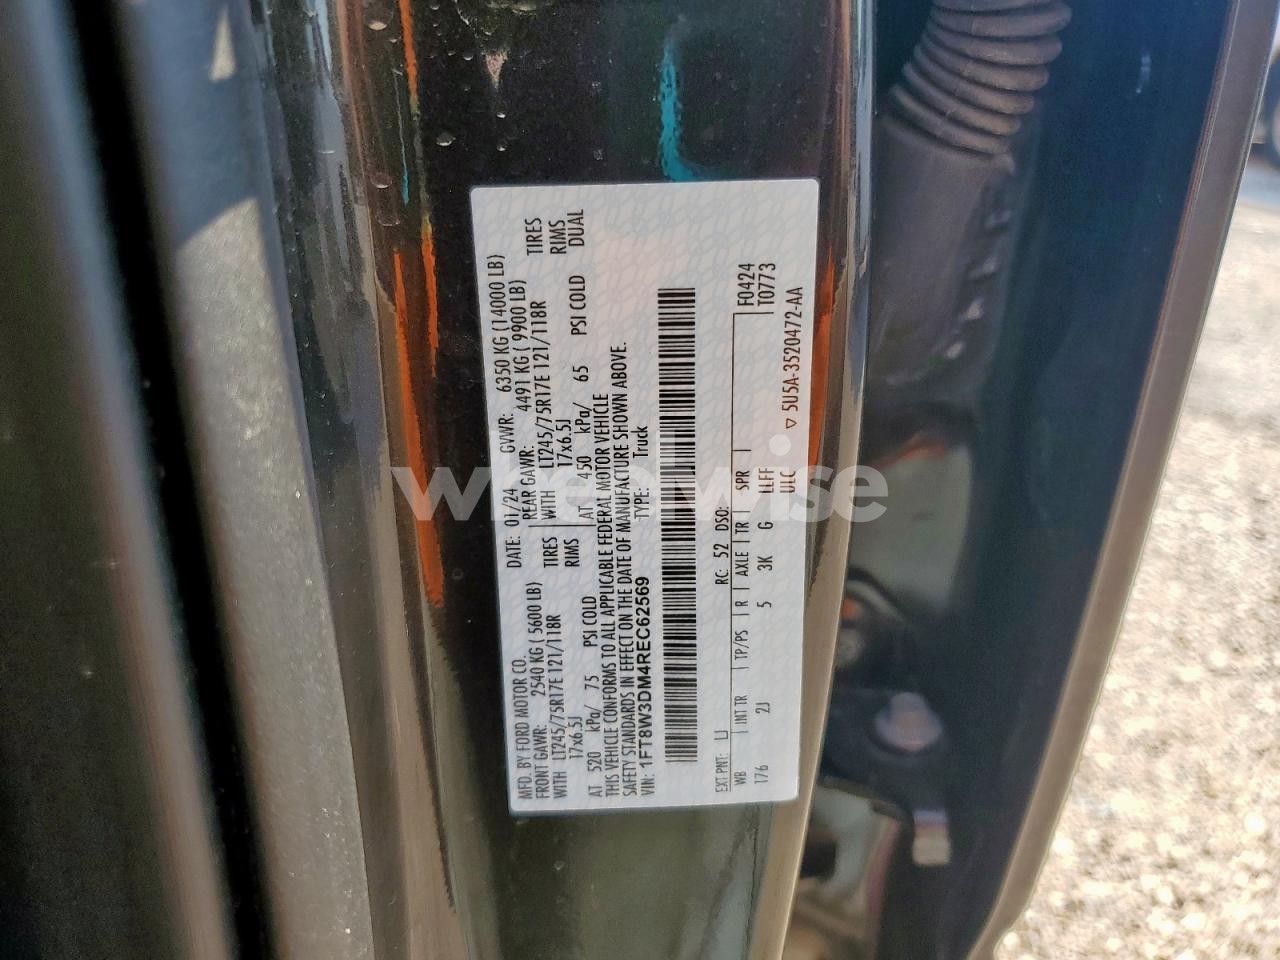 MFD. BY FORD MOTOR CO. DATE: 01/24 GVWR: 6350 KG (14000 LB)
FRONT GAWR: 2540 KG ( 5600 LB) REAR GAWR: 4491 KG ( 9900 LB)
WITH LT245/75R17E 121/118R TIRES WITH LT245/75R17E 121/118R TIRES
17x6.5J RIMS 17x6.5J RIMS
AT 520 kPa/ 75 PSI COLD AT 450 kPa/ 65 PSI COLD DUAL
THIS VEHICLE CONFORMS TO ALL APPLICABLE FEDERAL MOTOR VEHICLE
SAFETY STANDARDS IN EFFECT ON THE DATE OF MANUFACTURE SHOWN ABOVE.
VIN: 1FT8W3DM4REC62569 TYPE: Truck
EXT PNT: LJ RC: 52 DSO: F0424
WB INT TR TP/PS R AXLE TR SPR T0773
176 2J 5 3K G LLFF
ULC ▽ 5U5A-3520472-AA
wheelwise